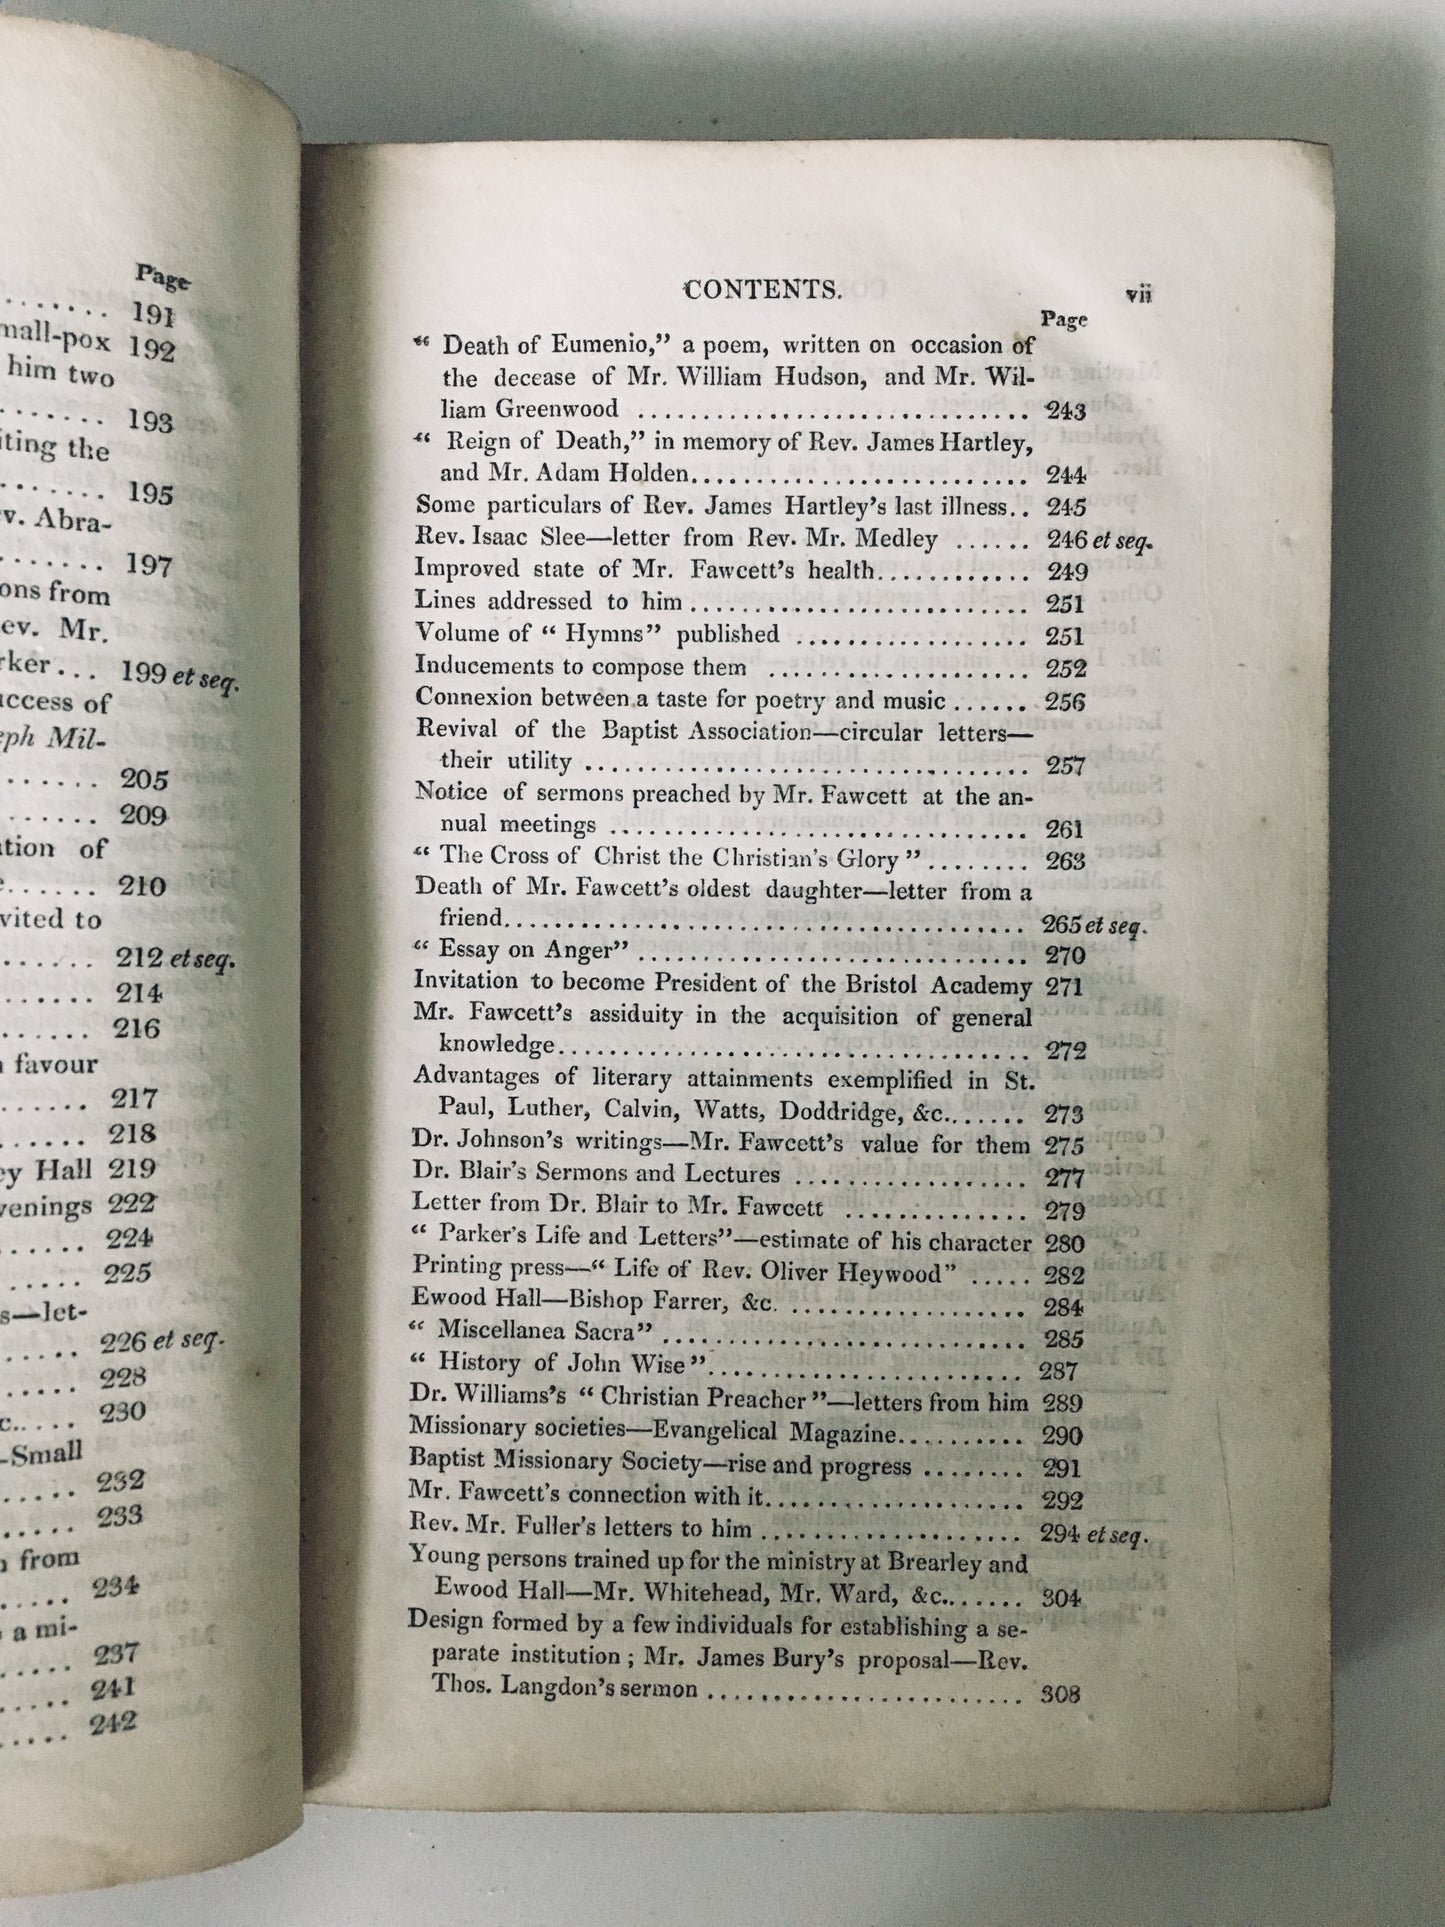 Page
191
mall-pox 192
him two
193
iting the
195
v. Abra-
197
ons from
ev. Mr.
rker... 199 et seq.
uccess of
eph Mil-
205
209
ation of
210
vited to
212 et seq.
214
216
favour
217
218
ey Hall 219
venings 222
224
225
s—let-
226 et seq.
228
c..... 230
-Small
232
233
from
234
a mi-
237
241
242
CONTENTS. vii
Page
“ Death of Eumenio,” a poem, written on occasion of
the decease of Mr. William Hudson, and Mr. Wil-
liam Greenwood .............................. 243
“ Reign of Death,” in memory of Rev. James Hartley,
and Mr. Adam Holden.......................... 244
Some particulars of Rev. James Hartley’s last illness.. 245
Rev. Isaac Slee—letter from Rev. Mr. Medley ...... 246 et seq.
Improved state of Mr. Fawcett’s health............ 249
Lines addressed to him .......................... 251
Volume of “ Hymns” published .................. 251
Inducements to compose them .................... 252
Connexion between a taste for poetry and music ...... 256
Revival of the Baptist Association—circular letters—
their utility .................................. 257
Notice of sermons preached by Mr. Fawcett at the an-
nual meetings ................................ 261
“ The Cross of Christ the Christian’s Glory ”........ 263
Death of Mr. Fawcett’s oldest daughter—letter from a
friend........................................ 265 et seq.
“ Essay on Anger” .............................. 270
Invitation to become President of the Bristol Academy 271
Mr. Fawcett’s assiduity in the acquisition of general
knowledge.................................... 272
Advantages of literary attainments exemplified in St.
Paul, Luther, Calvin, Watts, Doddridge, &c....... 273
Dr. Johnson’s writings—Mr. Fawcett’s value for them 275
Dr. Blair’s Sermons and Lectures .................. 277
Letter from Dr. Blair to Mr. Fawcett .............. 279
“ Parker’s Life and Letters”—estimate of his character 280
Printing press—“ Life of Rev. Oliver Heywood” ..... 282
Ewood Hall—Bishop Farrer, &c. .................. 284
“ Miscellanea Sacra” ............................ 285
“ History of John Wise”........................ 287
Dr. Williams’s “ Christian Preacher ”—letters from him 289
Missionary societies—Evangelical Magazine.......... 290
Baptist Missionary Society—rise and progress ........ 291
Mr. Fawcett’s connection with it.................... 292
Rev. Mr. Fuller’s letters to him .................... 294 et seq.
Young persons trained up for the ministry at Brearley and
Ewood Hall—Mr. Whitehead, Mr. Ward, &c....... 304
Design formed by a few individuals for establishing a se-
parate institution ; Mr. James Bury’s proposal—Rev.
Thos. Langdon’s sermon ........................ 308